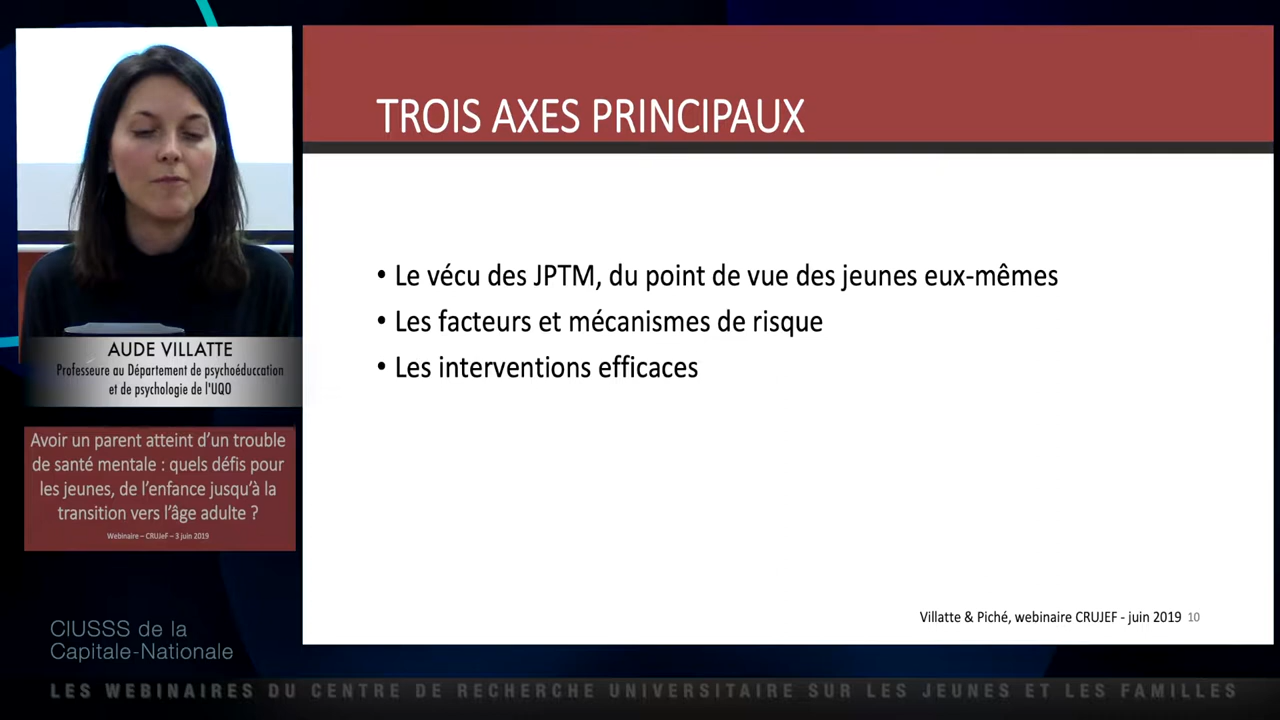 TROIS AXES PRINCIPAUX
• Le vécu des JPTM, du point de vue des jeunes eux-mêmes
• Les facteurs et mécanismes de risque
• Les interventions efficaces
Villatte & Piché, webinaire CRUJEF - juin 2019 10
AUDE VILLATTE
Professeure au Département de psychoéduccation
et de psychologie de l'UQO
Avoir un parent atteint d'un trouble
de santé mentale : quels défis pour
les jeunes, de l'enfance jusqu'à la
transition vers l'âge adulte ?
Webinaire – CRUJeF – 3 juin 2019
CIUSSS de la
Capitale-Nationale
LES WEBINAIRES DU CENTRE DE RECHERCHE UNIVERSITAIRE SUR LES JEUNES ET LES FAMILLES